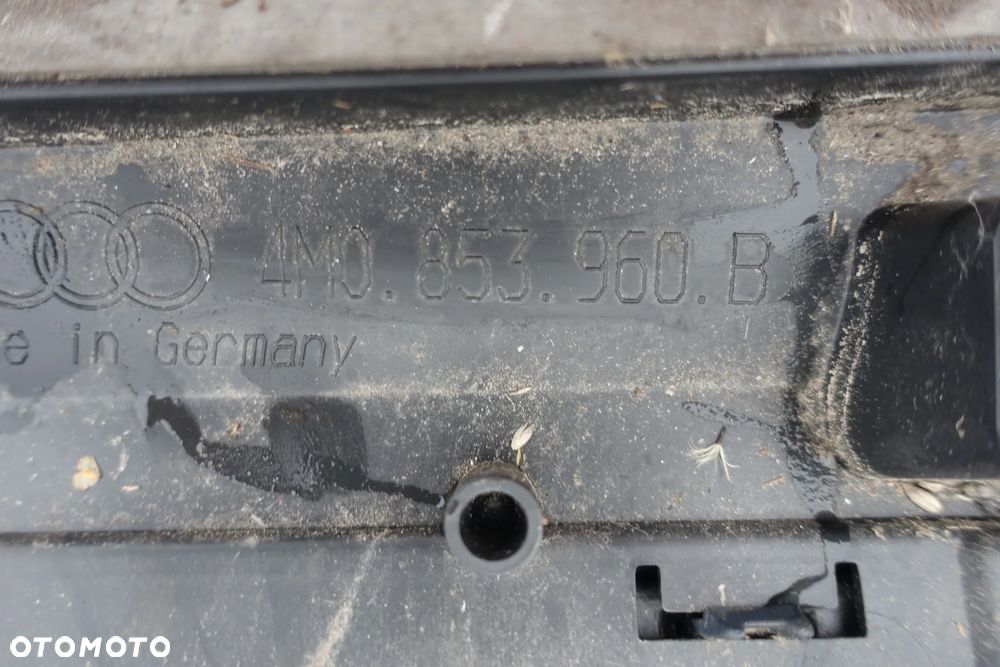 4M0.853.960.B
e in Germany
OTOMOTO